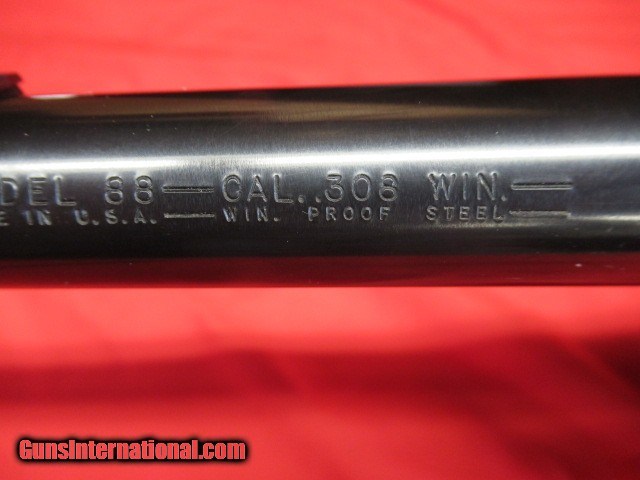 DEL 88—CAL..308 WIN.—
E IN U.S.A.—WIN. PROOF STEEL—
GunsInternational.com